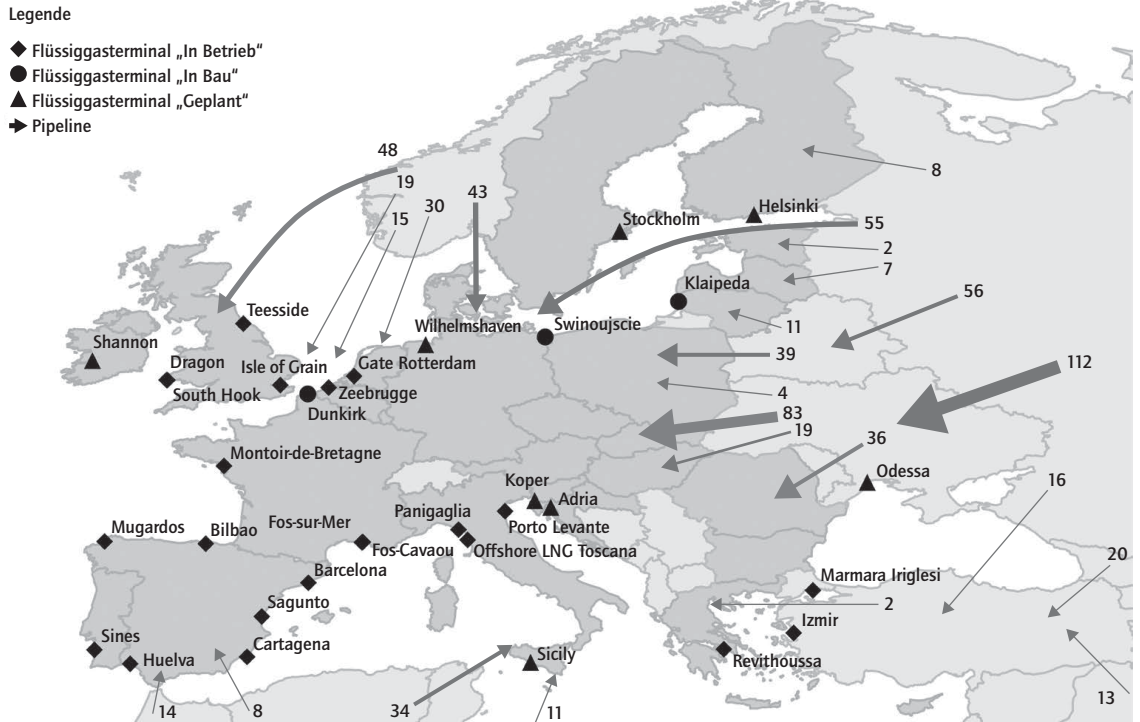 Legende
Flüssiggasterminal „In Betrieb“
Flüssiggasterminal „In Bau“
Flüssiggasterminal „Geplant“
Pipeline
48
19
43
30
15
8
Stockholm
Helsinki
55
2
7
Klaipeda
56
Teesside
Wilhelmshaven
Swinoujscie
11
Shannon
Dragon
Isle of Grain
Gate Rotterdam
39
112
South Hook
Zeebrugge
4
Dunkirk
83
19
36
Montoir-de-Bretagne
Odessa
Koper
Adria
16
Mugardos
Bilbao
Fos-sur-Mer
Panigaglia
Porto Levante
Fos-Cavaou
Offshore LNG Toscana
20
Barcelona
Marmara Iriglesi
Sagunto
2
Izmir
Sines
Cartagena
Huelva
Sicily
Revithoussa
13
14
8
34
11